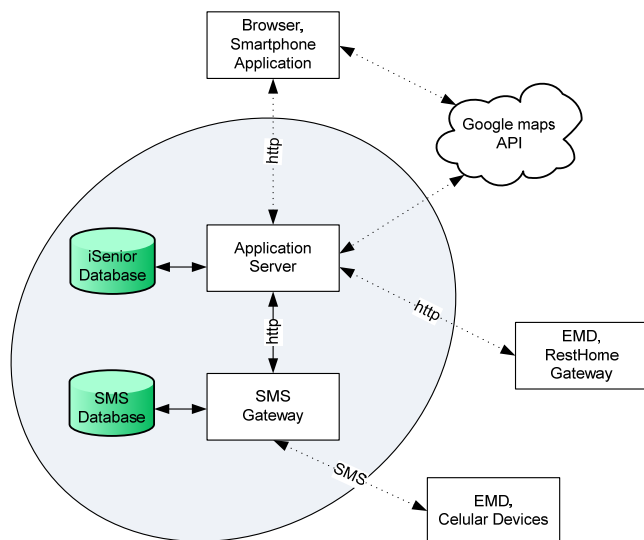 Browser,
Smartphone
Application
http
Google maps
API
iSenior
Database
Application
Server
http
http
EMD,
RestHome
Gateway
SMS
Database
SMS
Gateway
SMS
EMD,
Celular Devices